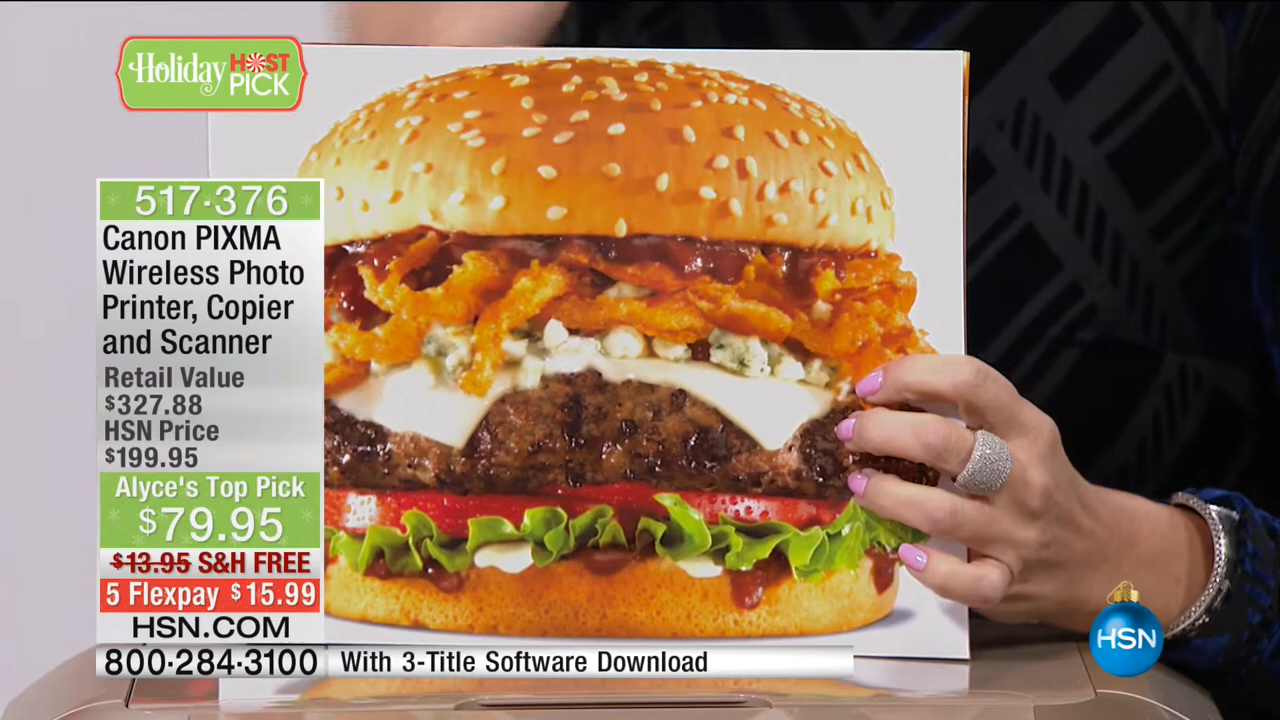 Holiday HOST
PICK
517·376
Canon PIXMA
Wireless Photo
Printer, Copier
and Scanner
Retail Value
$327.88
HSN Price
$199.95
Alyce's Top Pick
$79.95
$13.95 S&H FREE
5 Flexpay $15.99
HSN.COM
800·284·3100 With 3-Title Software Download
HSN